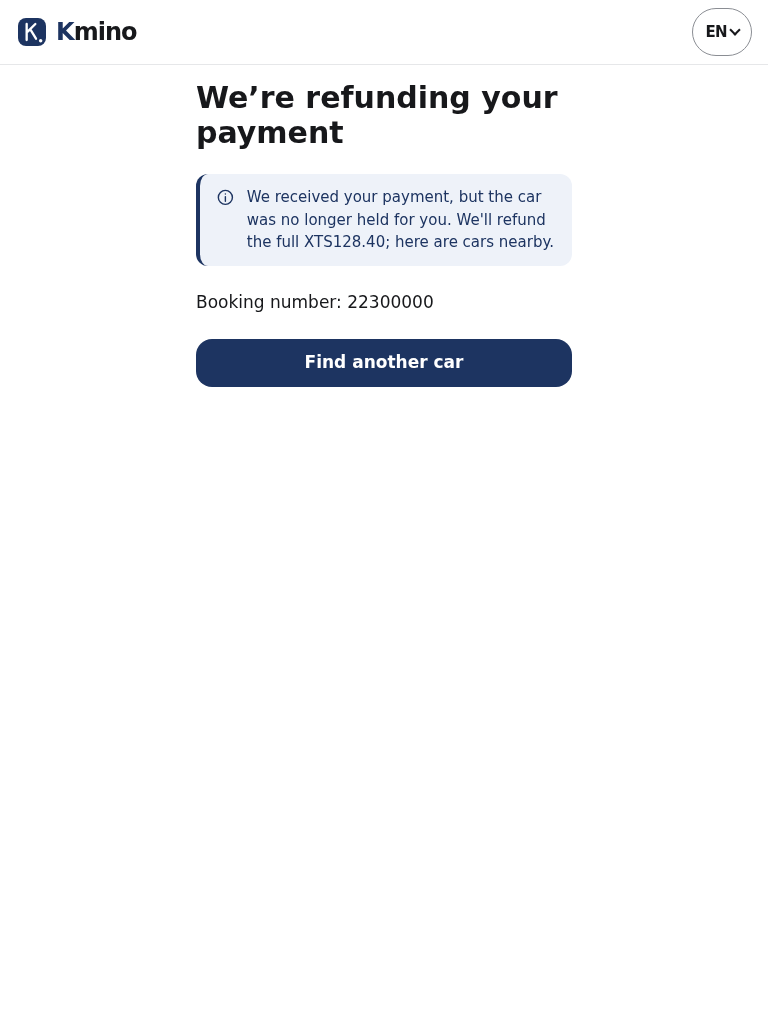 K. Kmino
EN
We’re refunding your
payment
We received your payment, but the car
was no longer held for you. We'll refund
the full XTS128.40; here are cars nearby.
Booking number: 22300000
Find another car